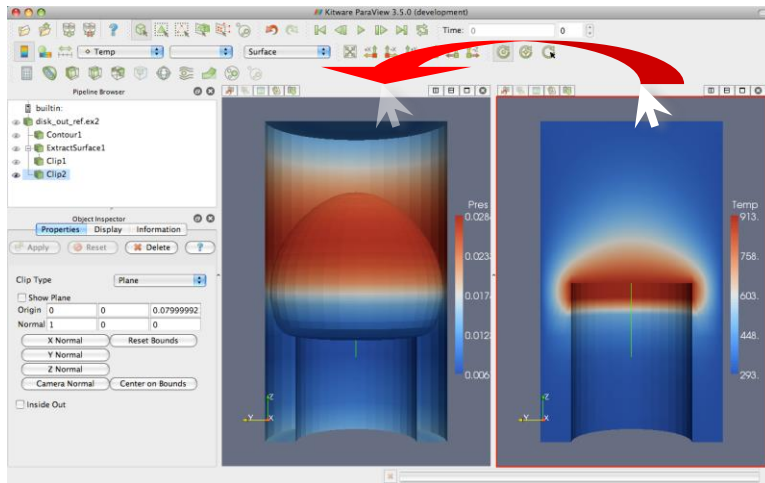 Kitware ParaView 3.5.0 (development)
Time: 0
0
Temp
Surface
Pipeline Browser
builtin:
disk_out_ref.ex2
Contour1
ExtractSurface1
Clip1
Clip2
Object Inspector
Properties Display Information
Apply Reset Delete ?
Clip Type Plane
Show Plane
Origin 0 0 0.07999992
Normal 1 0 0
X Normal Reset Bounds
Y Normal
Z Normal
Camera Normal Center on Bounds
Inside Out
Pres
0.028
0.023
0.017
0.012
0.006
Z
Y X
Temp
913.
758.
603.
448.
293.
Z
Y X